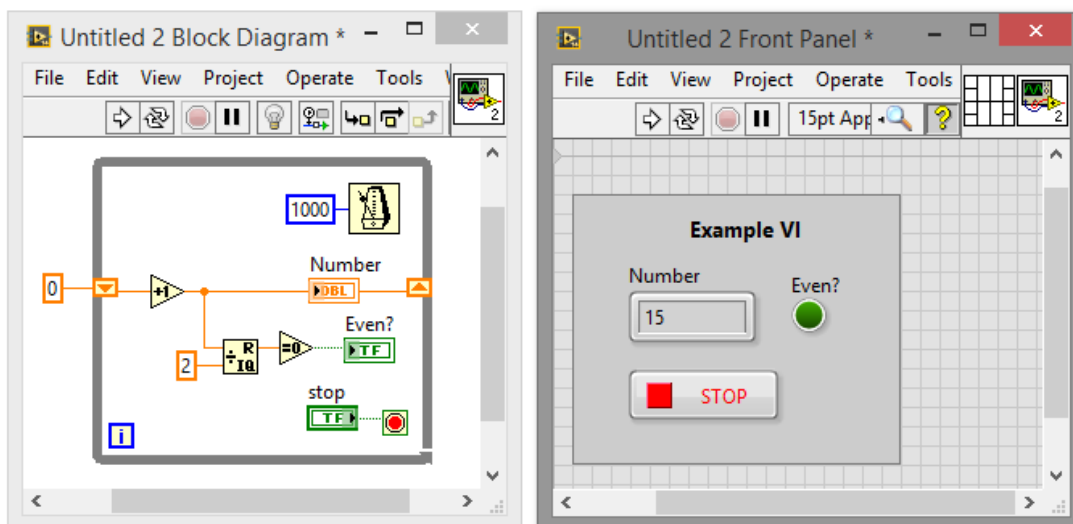 Untitled 2 Block Diagram *
File Edit View Project Operate Tools
2
1000
Number
0
+1
DBL
Even?
R
IQ
=0
TF
2
stop
TF
i
Untitled 2 Front Panel *
File Edit View Project Operate Tools
15pt App
?
2
Example VI
Number
Even?
15
STOP